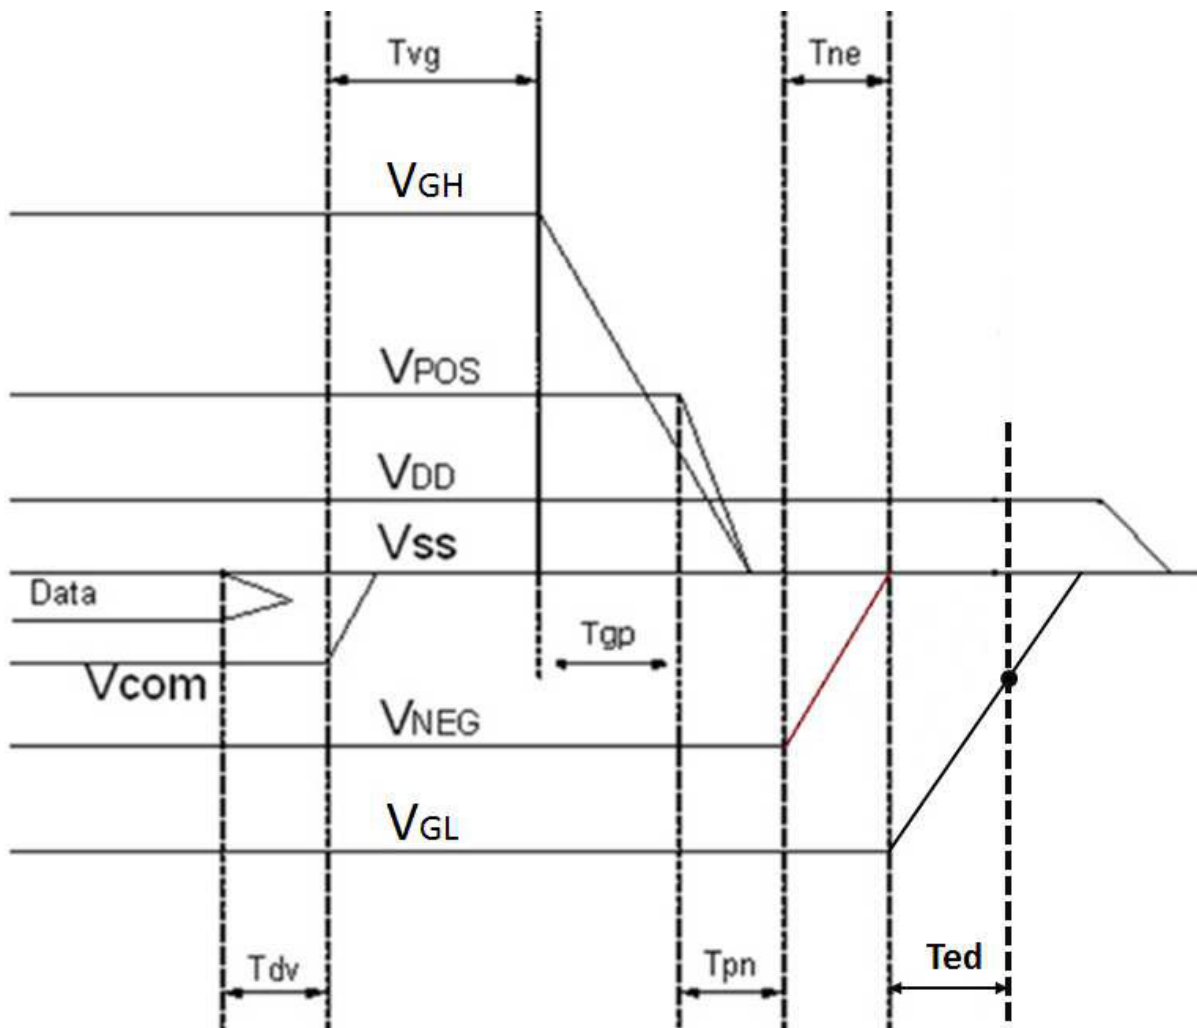 Tvg
Tne
VGH
VPOS
VDD
Vss
Data
Tgp
Vcom
VNEG
VGL
Tdv
Tpn
Ted